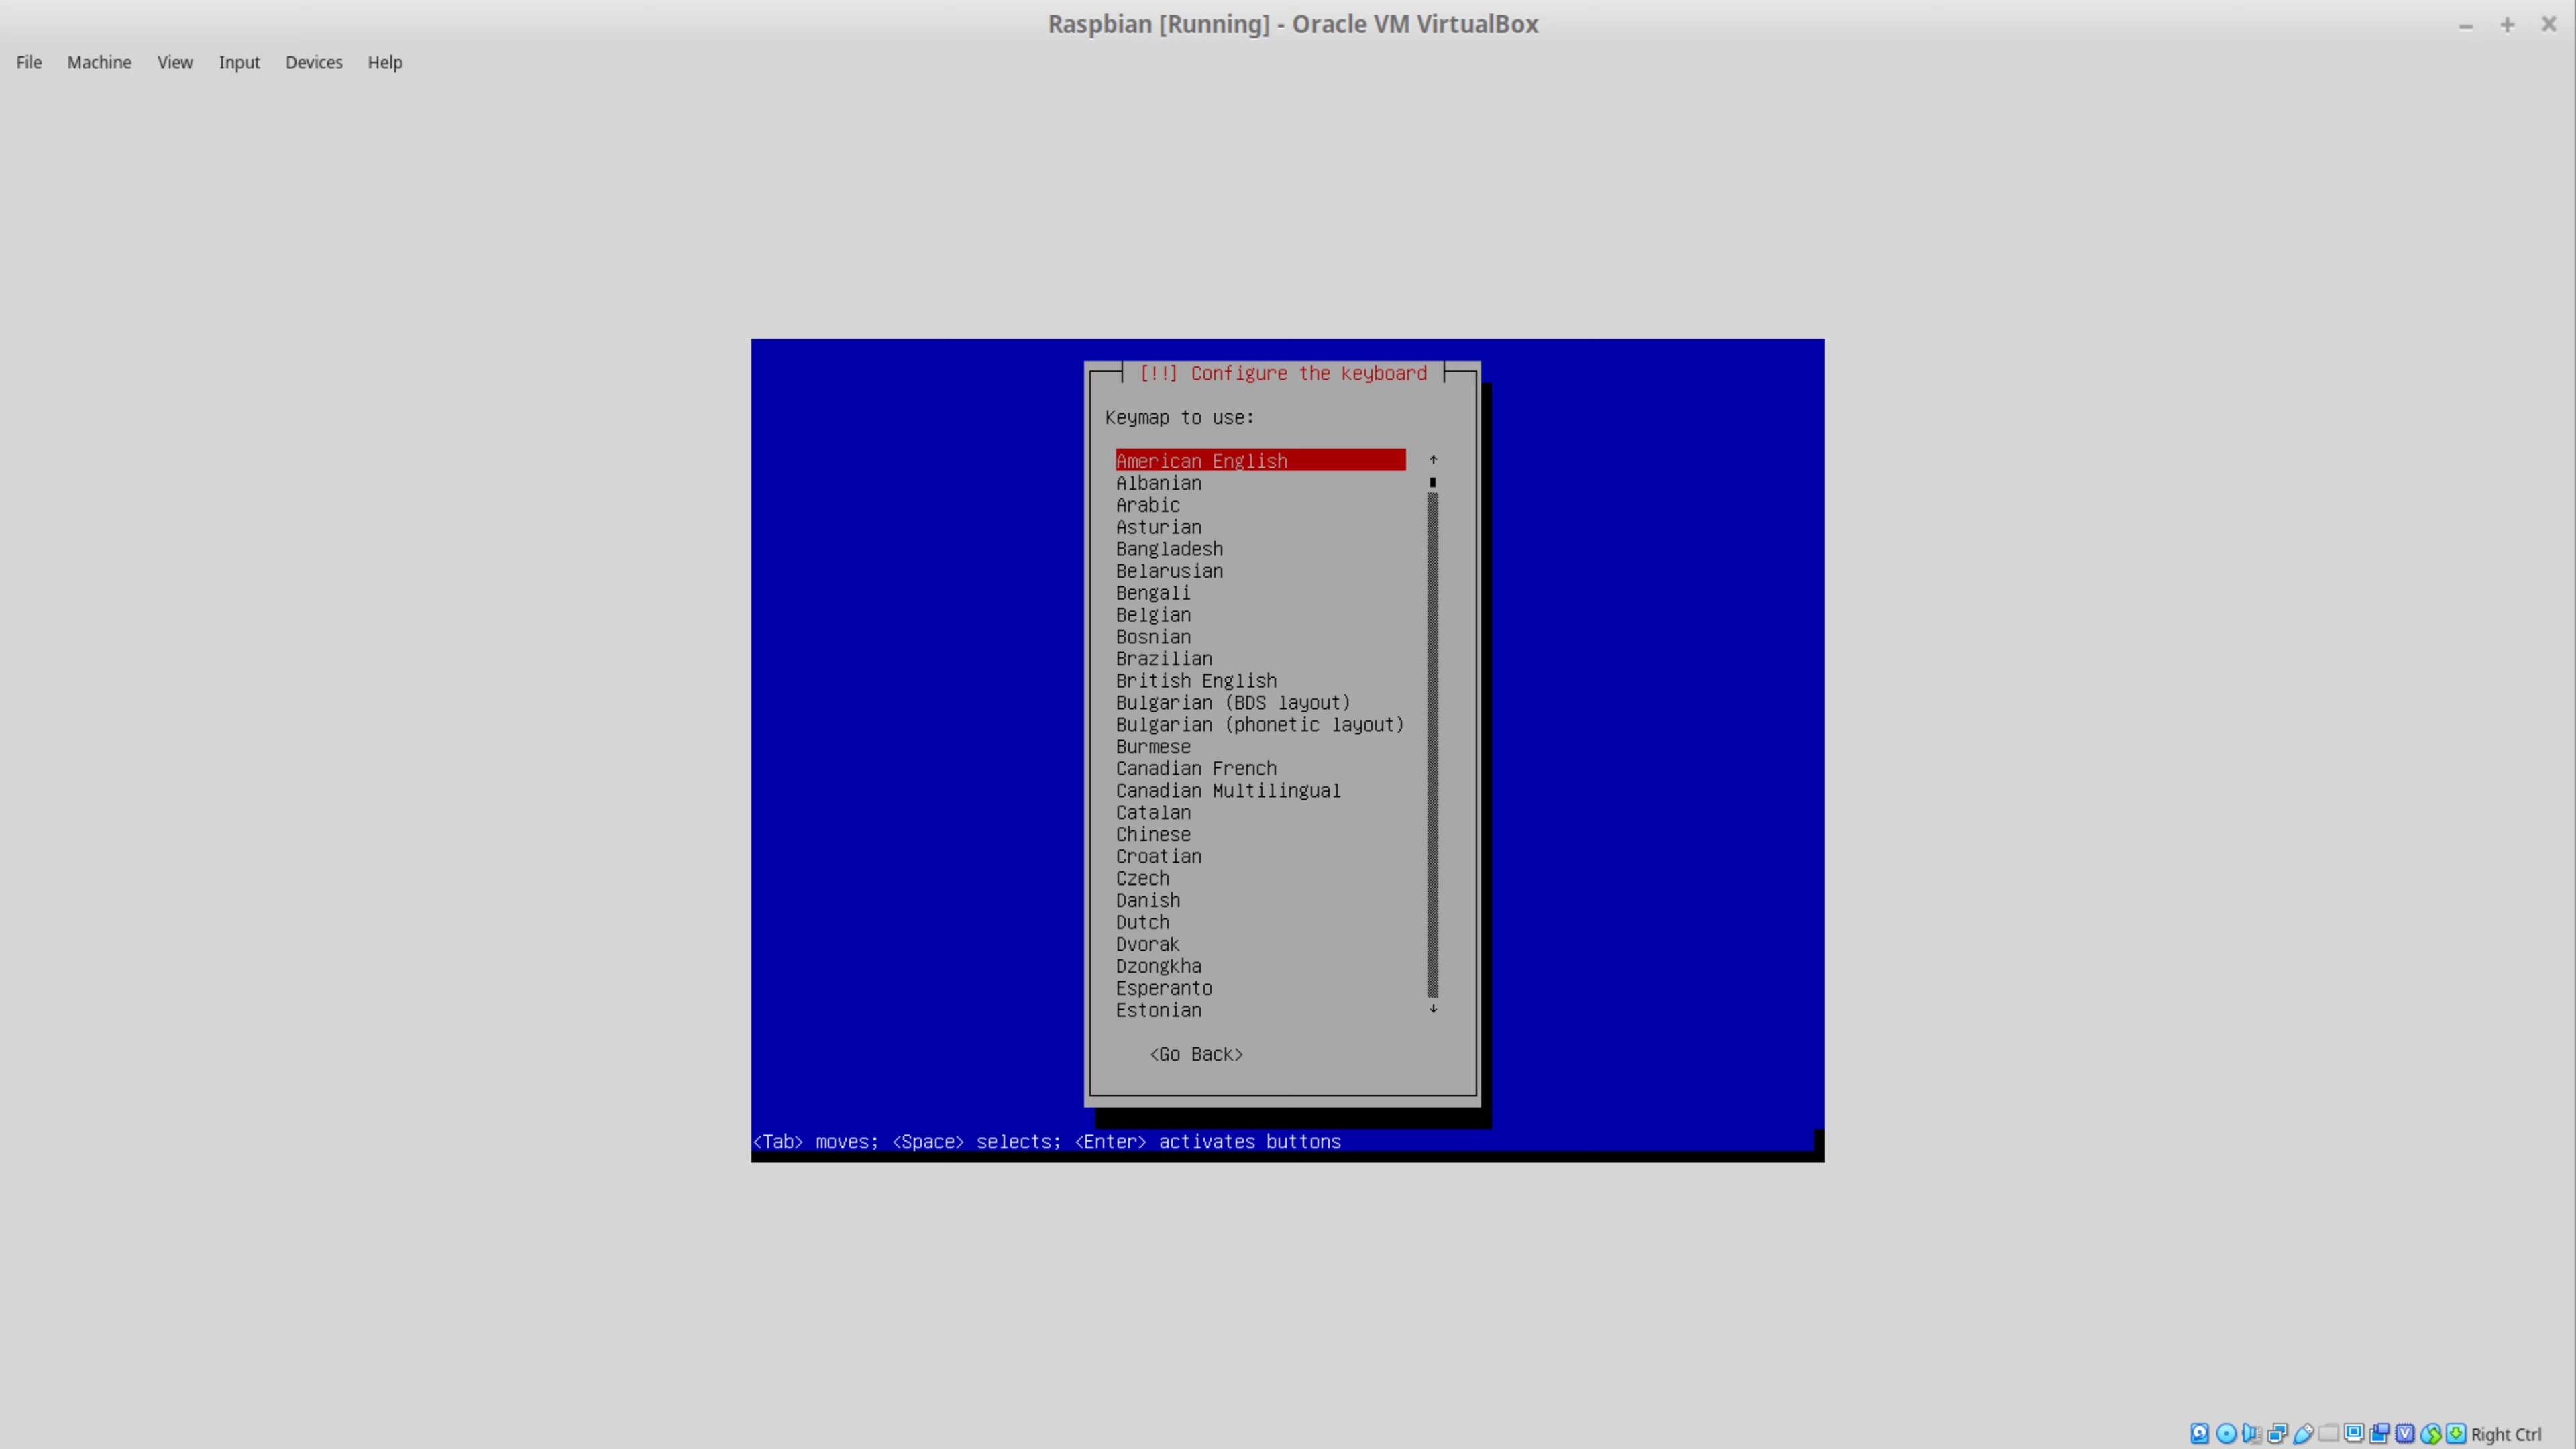 Raspbian [Running] - Oracle VM VirtualBox
File Machine View Input Devices Help
[!!] Configure the keyboard
Keymap to use:
American English
Albanian
Arabic
Asturian
Bangladesh
Belarusian
Bengali
Belgian
Bosnian
Brazilian
British English
Bulgarian (BDS layout)
Bulgarian (phonetic layout)
Burmese
Canadian French
Canadian Multilingual
Catalan
Chinese
Croatian
Czech
Danish
Dutch
Dvorak
Dzongkha
Esperanto
Estonian
<Go Back>
<Tab> moves; <Space> selects; <Enter> activates buttons
Right Ctrl